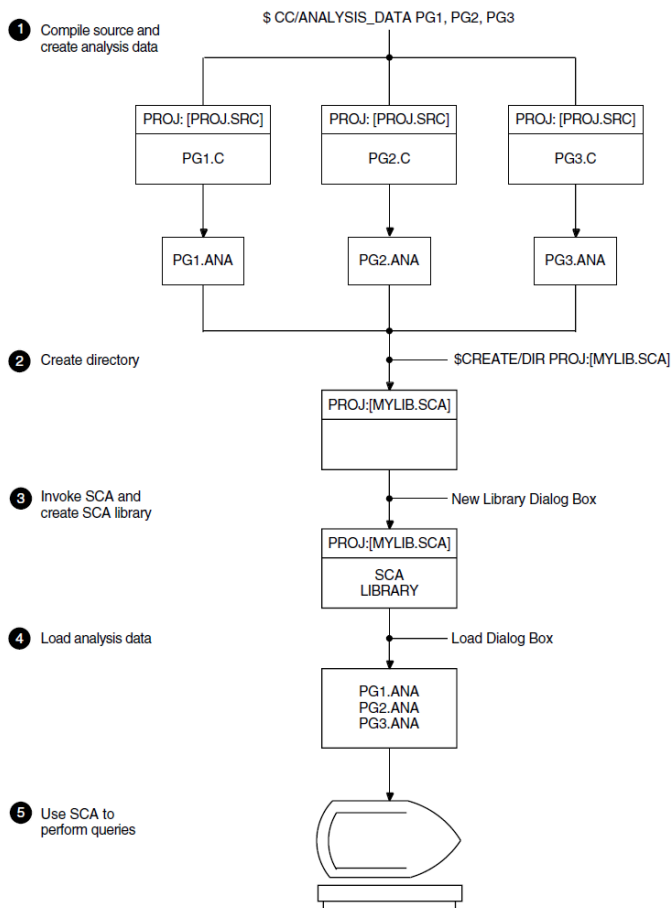 $ CC/ANALYSIS_DATA PG1, PG2, PG3
1 Compile source and
create analysis data
PROJ: [PROJ.SRC]
PG1.C
PROJ: [PROJ.SRC]
PG2.C
PROJ: [PROJ.SRC]
PG3.C
PG1.ANA
PG2.ANA
PG3.ANA
2 Create directory
$CREATE/DIR PROJ:[MYLIB.SCA]
PROJ:[MYLIB.SCA]
3 Invoke SCA and
create SCA library
New Library Dialog Box
PROJ:[MYLIB.SCA]
SCA
LIBRARY
4 Load analysis data
Load Dialog Box
PG1.ANA
PG2.ANA
PG3.ANA
5 Use SCA to
perform queries